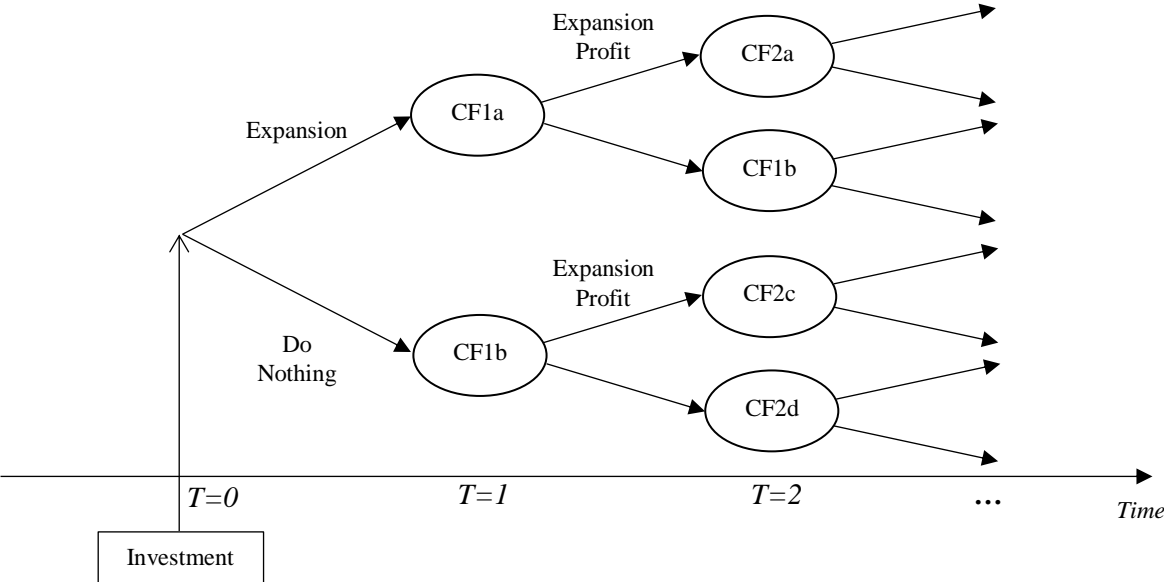 Expansion
Profit
CF2a
CF1a
Expansion
CF1b
Expansion
Profit
CF2c
CF1b
Do
Nothing
CF2d
T=0
T=1
T=2
...
Time
Investment